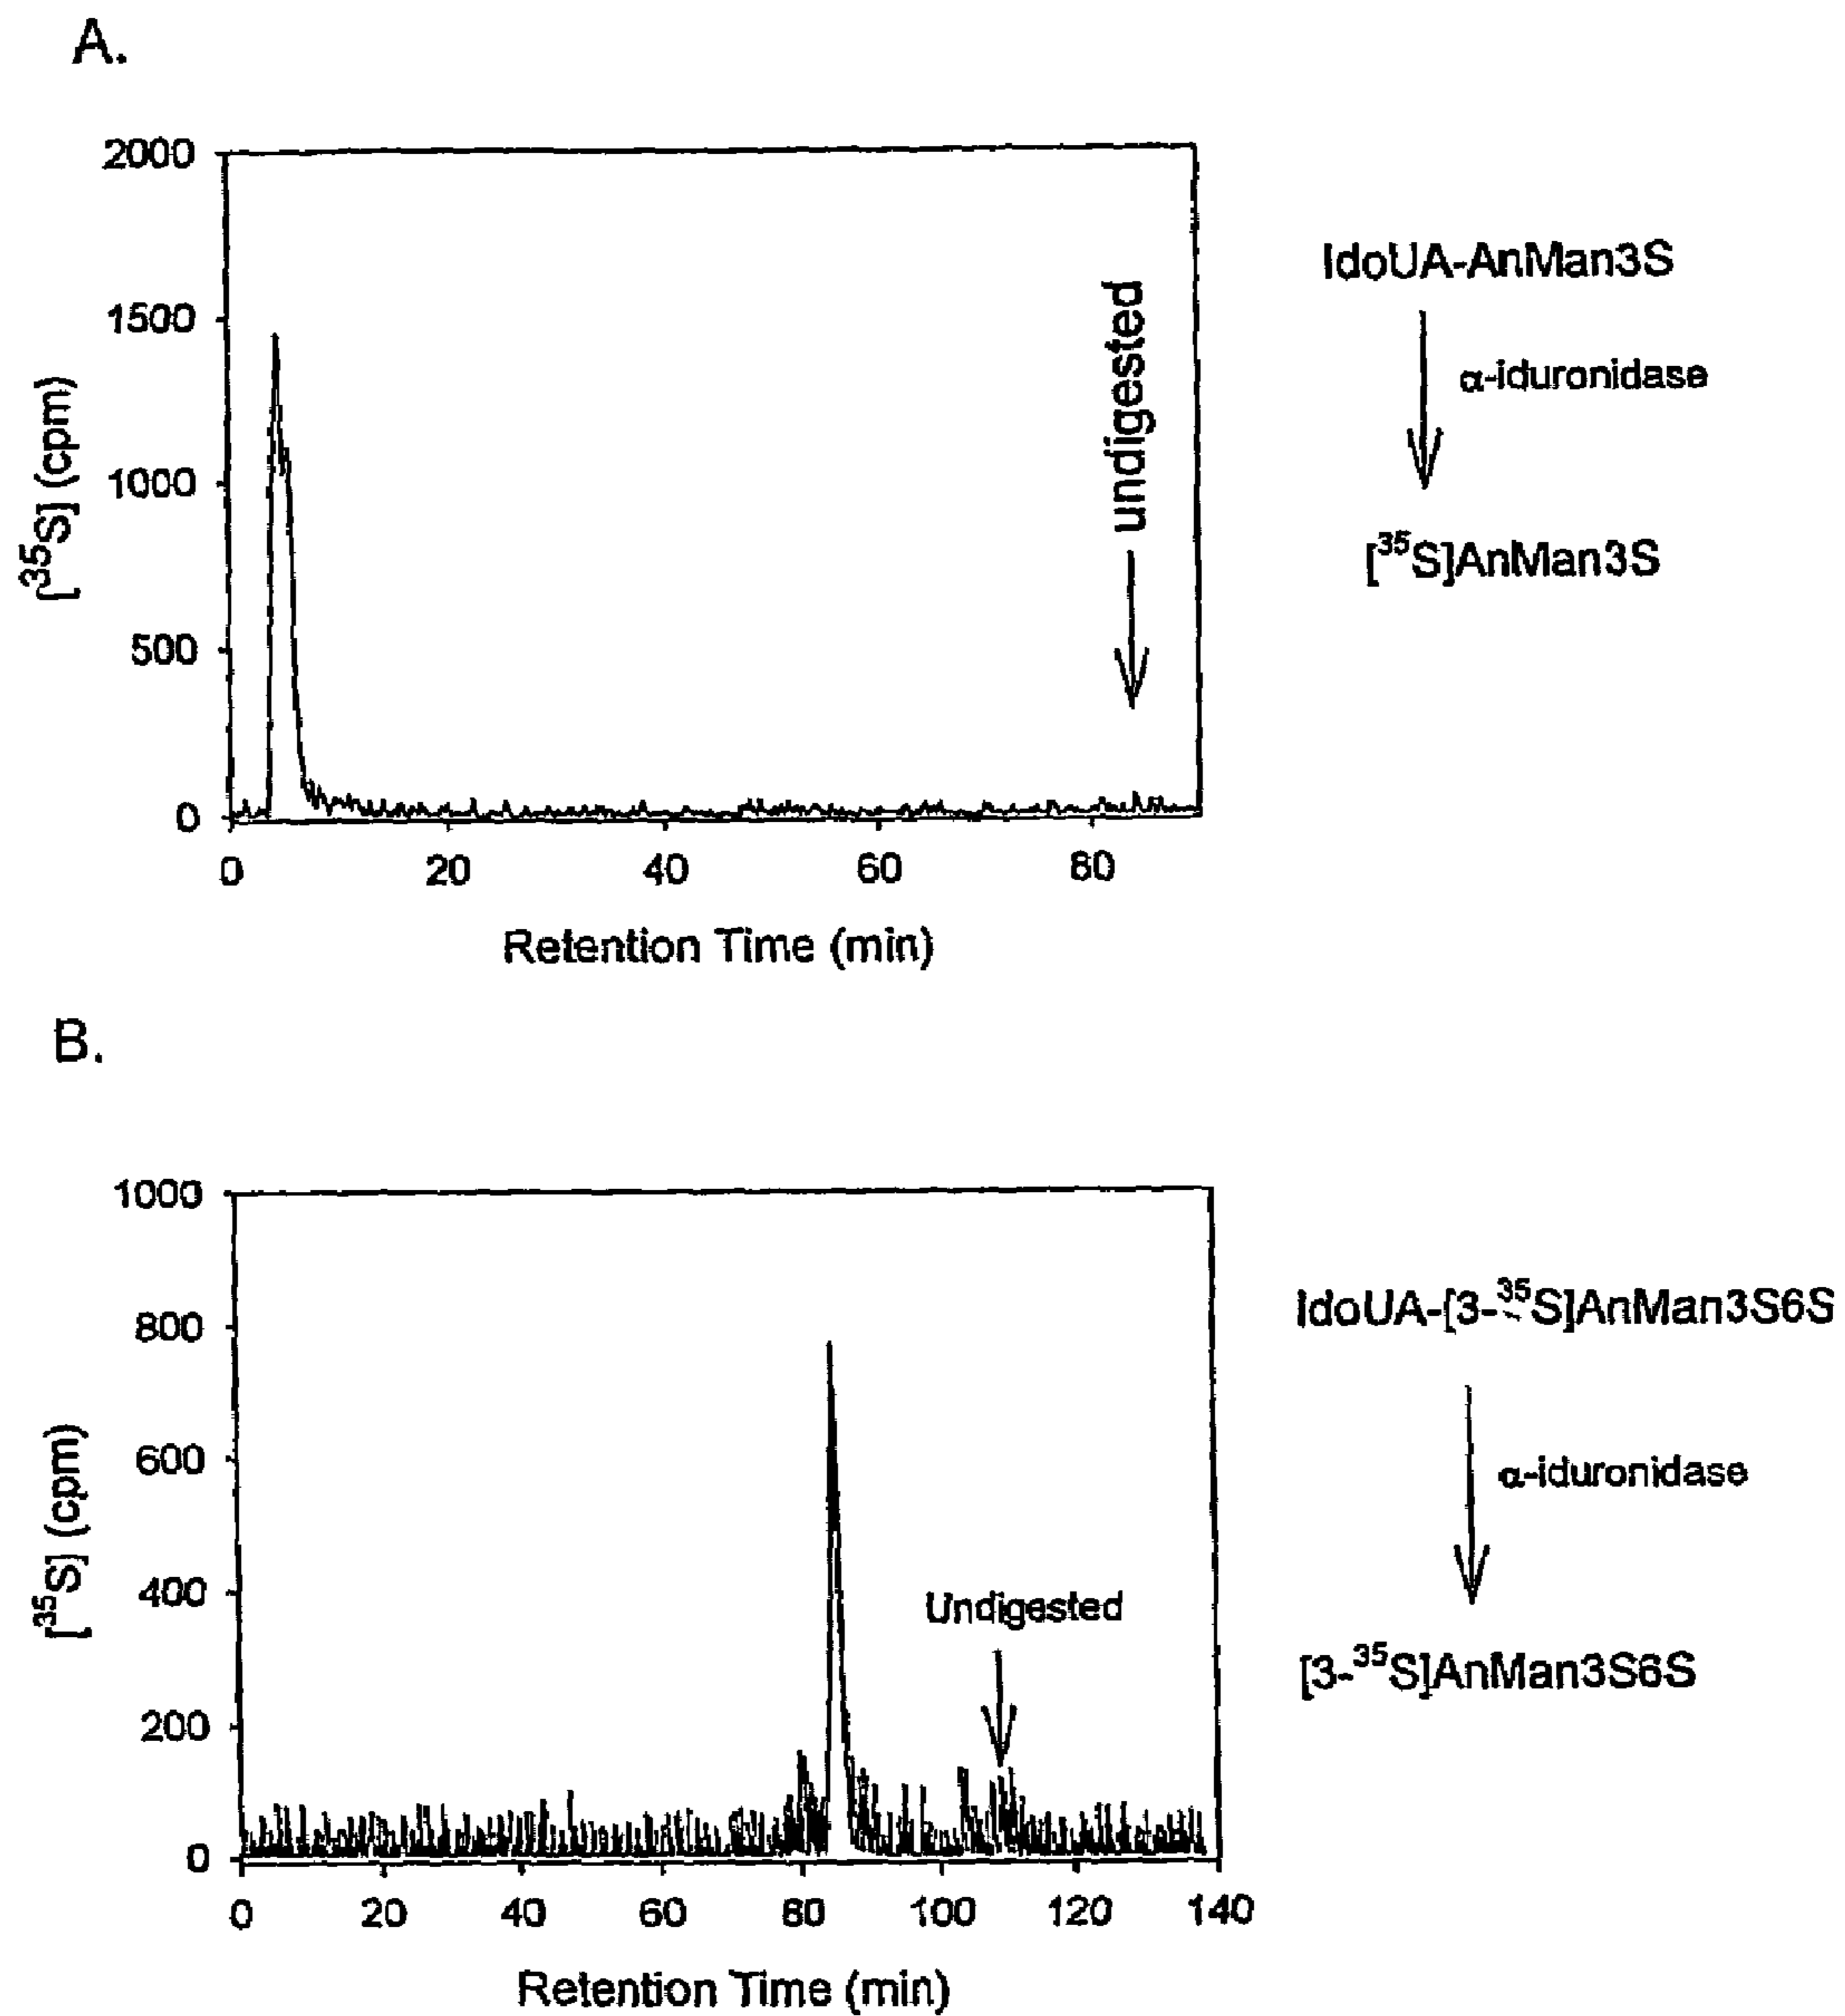 A.
2000
1500
1000
500
0
[³⁵S] (cpm)
0 20 40 60 80
Retention Time (min)
undigested
IdoUA-AnMan3S
α-iduronidase
[³⁵S]AnMan3S
B.
1000
800
600
400
200
0
[³⁵S] (cpm)
0 20 40 60 80 100 120 140
Retention Time (min)
Undigested
IdoUA-[3-³⁵S]AnMan3S6S
α-iduronidase
[3-³⁵S]AnMan3S6S